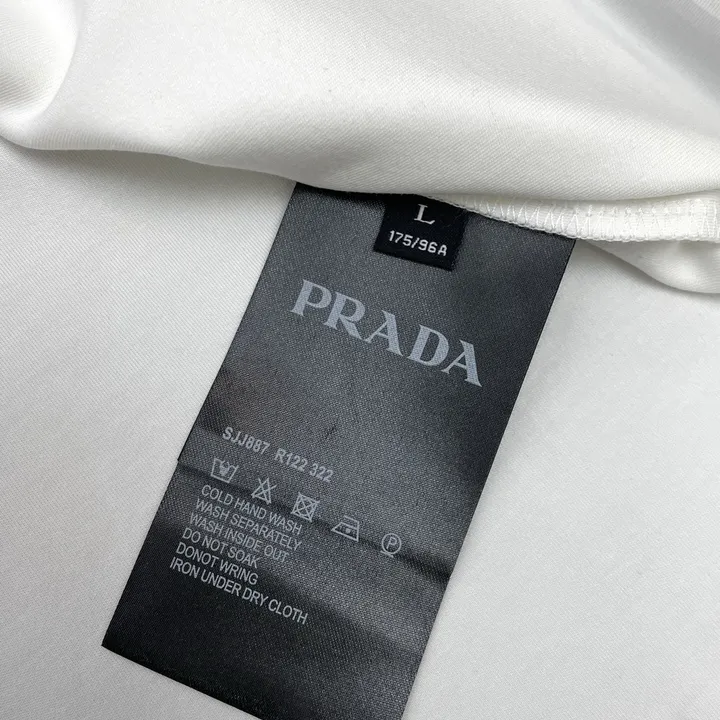 L
175/96A
PRADA
SJJ887 R122 322
COLD HAND WASH
WASH SEPARATELY
WASH INSIDE OUT
DO NOT SOAK
DONOT WRING
IRON UNDER DRY CLOTH